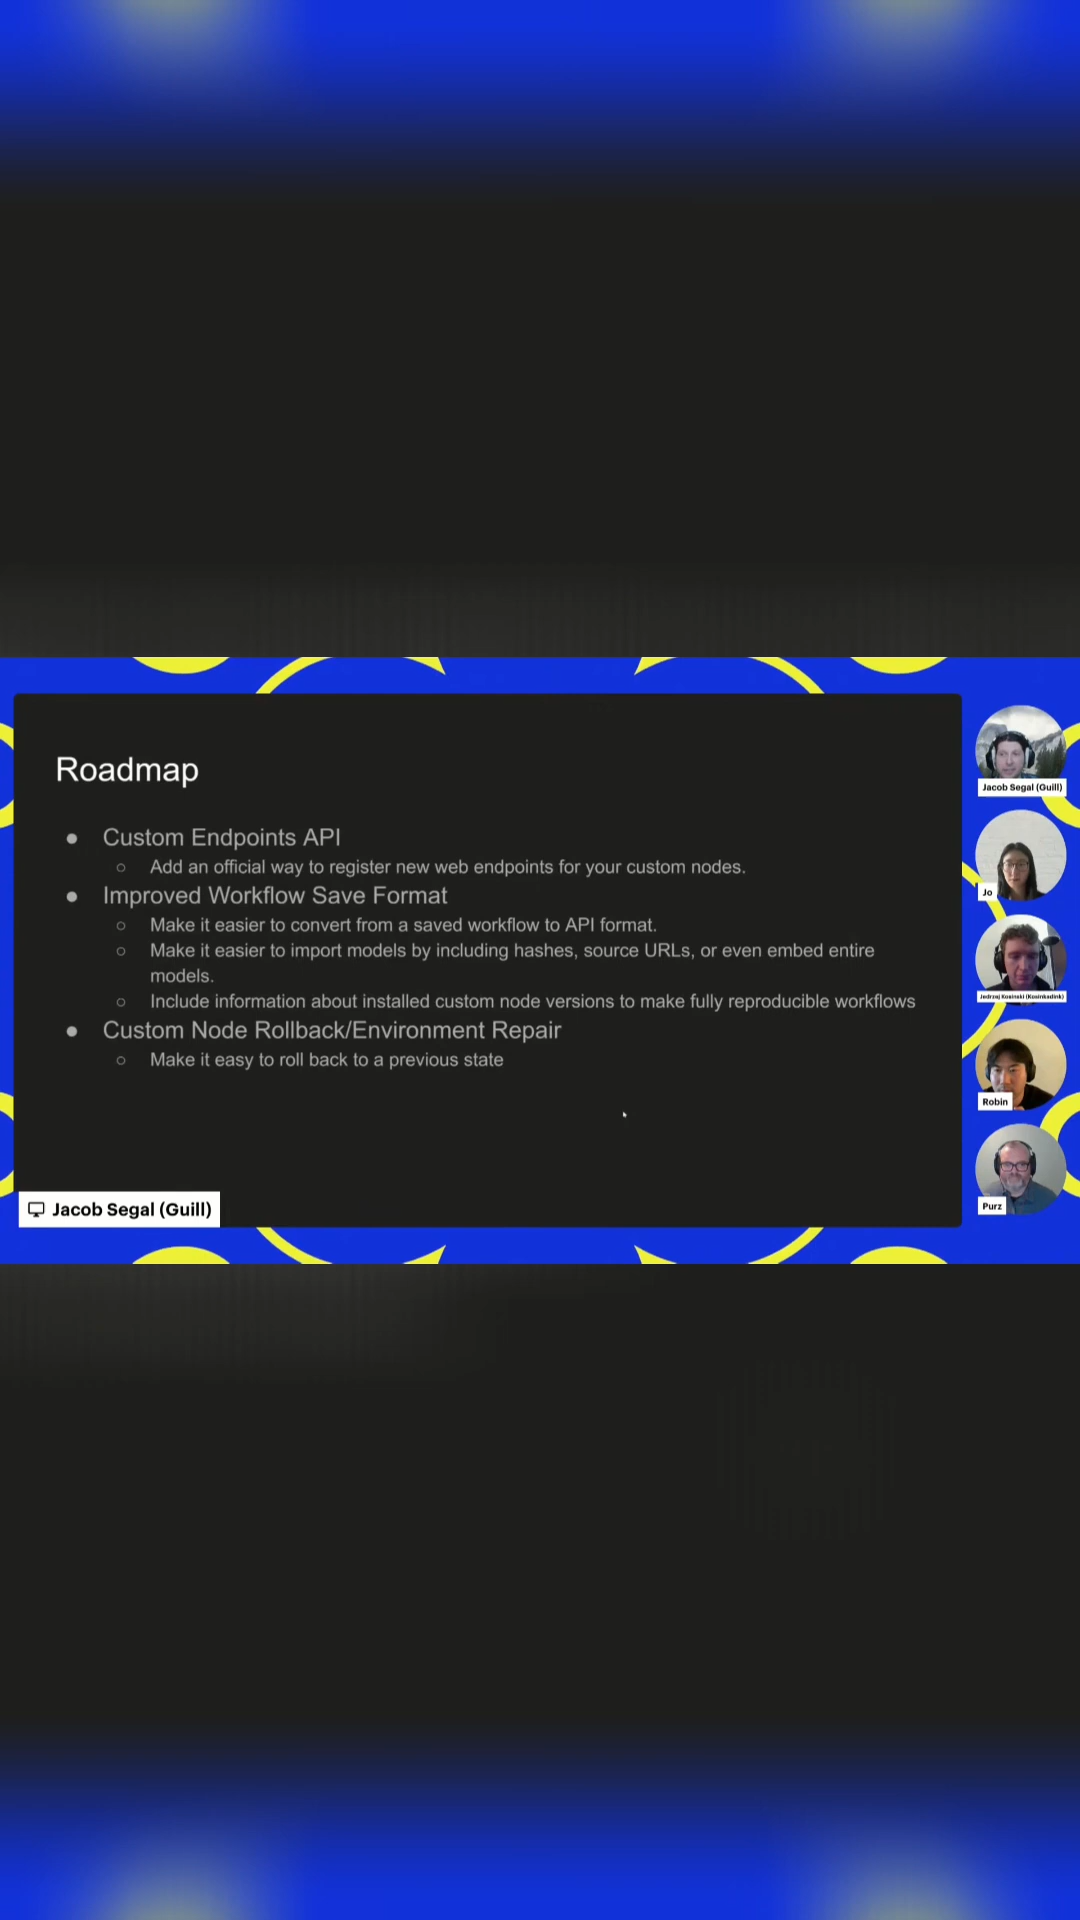 Roadmap
● Custom Endpoints API
○ Add an official way to register new web endpoints for your custom nodes.
● Improved Workflow Save Format
○ Make it easier to convert from a saved workflow to API format.
○ Make it easier to import models by including hashes, source URLs, or even embed entire
models.
○ Include information about installed custom node versions to make fully reproducible workflows
● Custom Node Rollback/Environment Repair
○ Make it easy to roll back to a previous state
Jacob Segal (Guill)
Jacob Segal (Guill)
Jo
Jedrzej Kosinski (Kosinkadink)
Robin
Purz